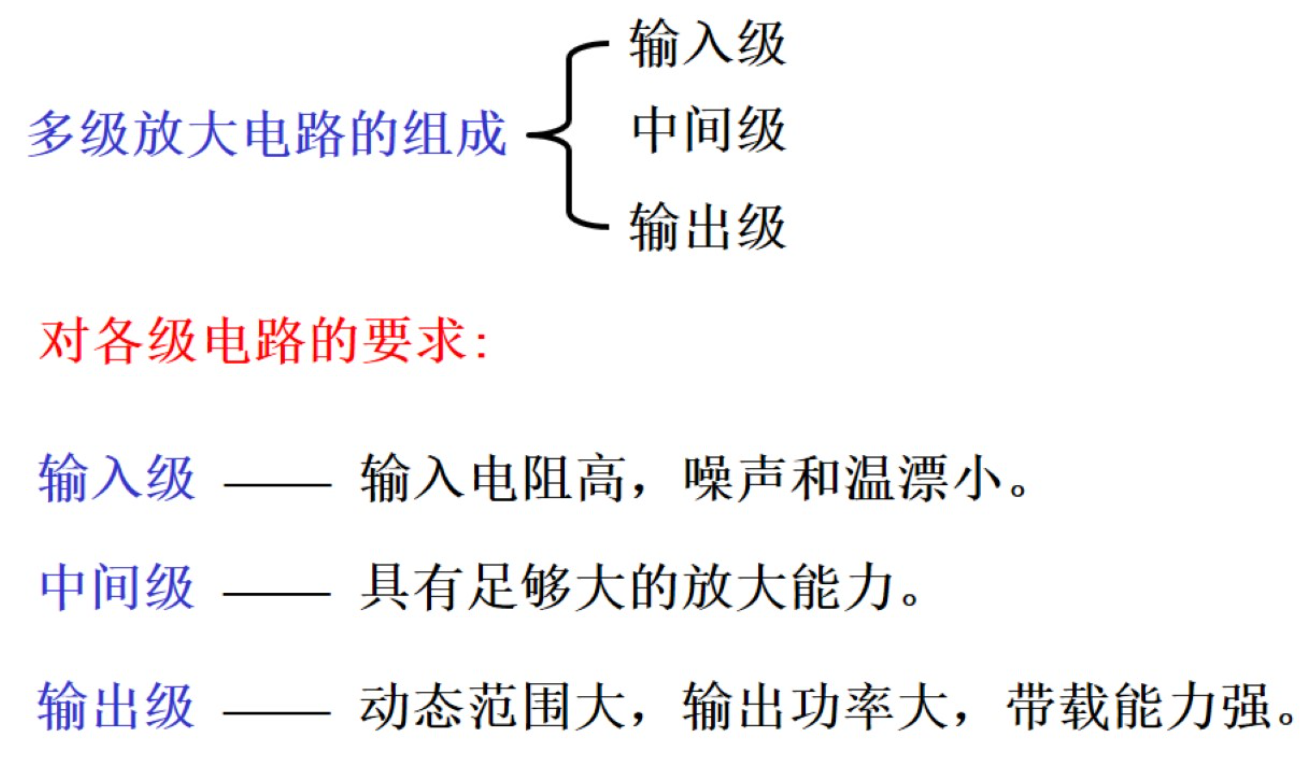 多级放大电路的组成
输入级
中间级
输出级
对各级电路的要求:
输入级 —— 输入电阻高，噪声和温漂小。
中间级 —— 具有足够大的放大能力。
输出级 —— 动态范围大，输出功率大，带载能力强。